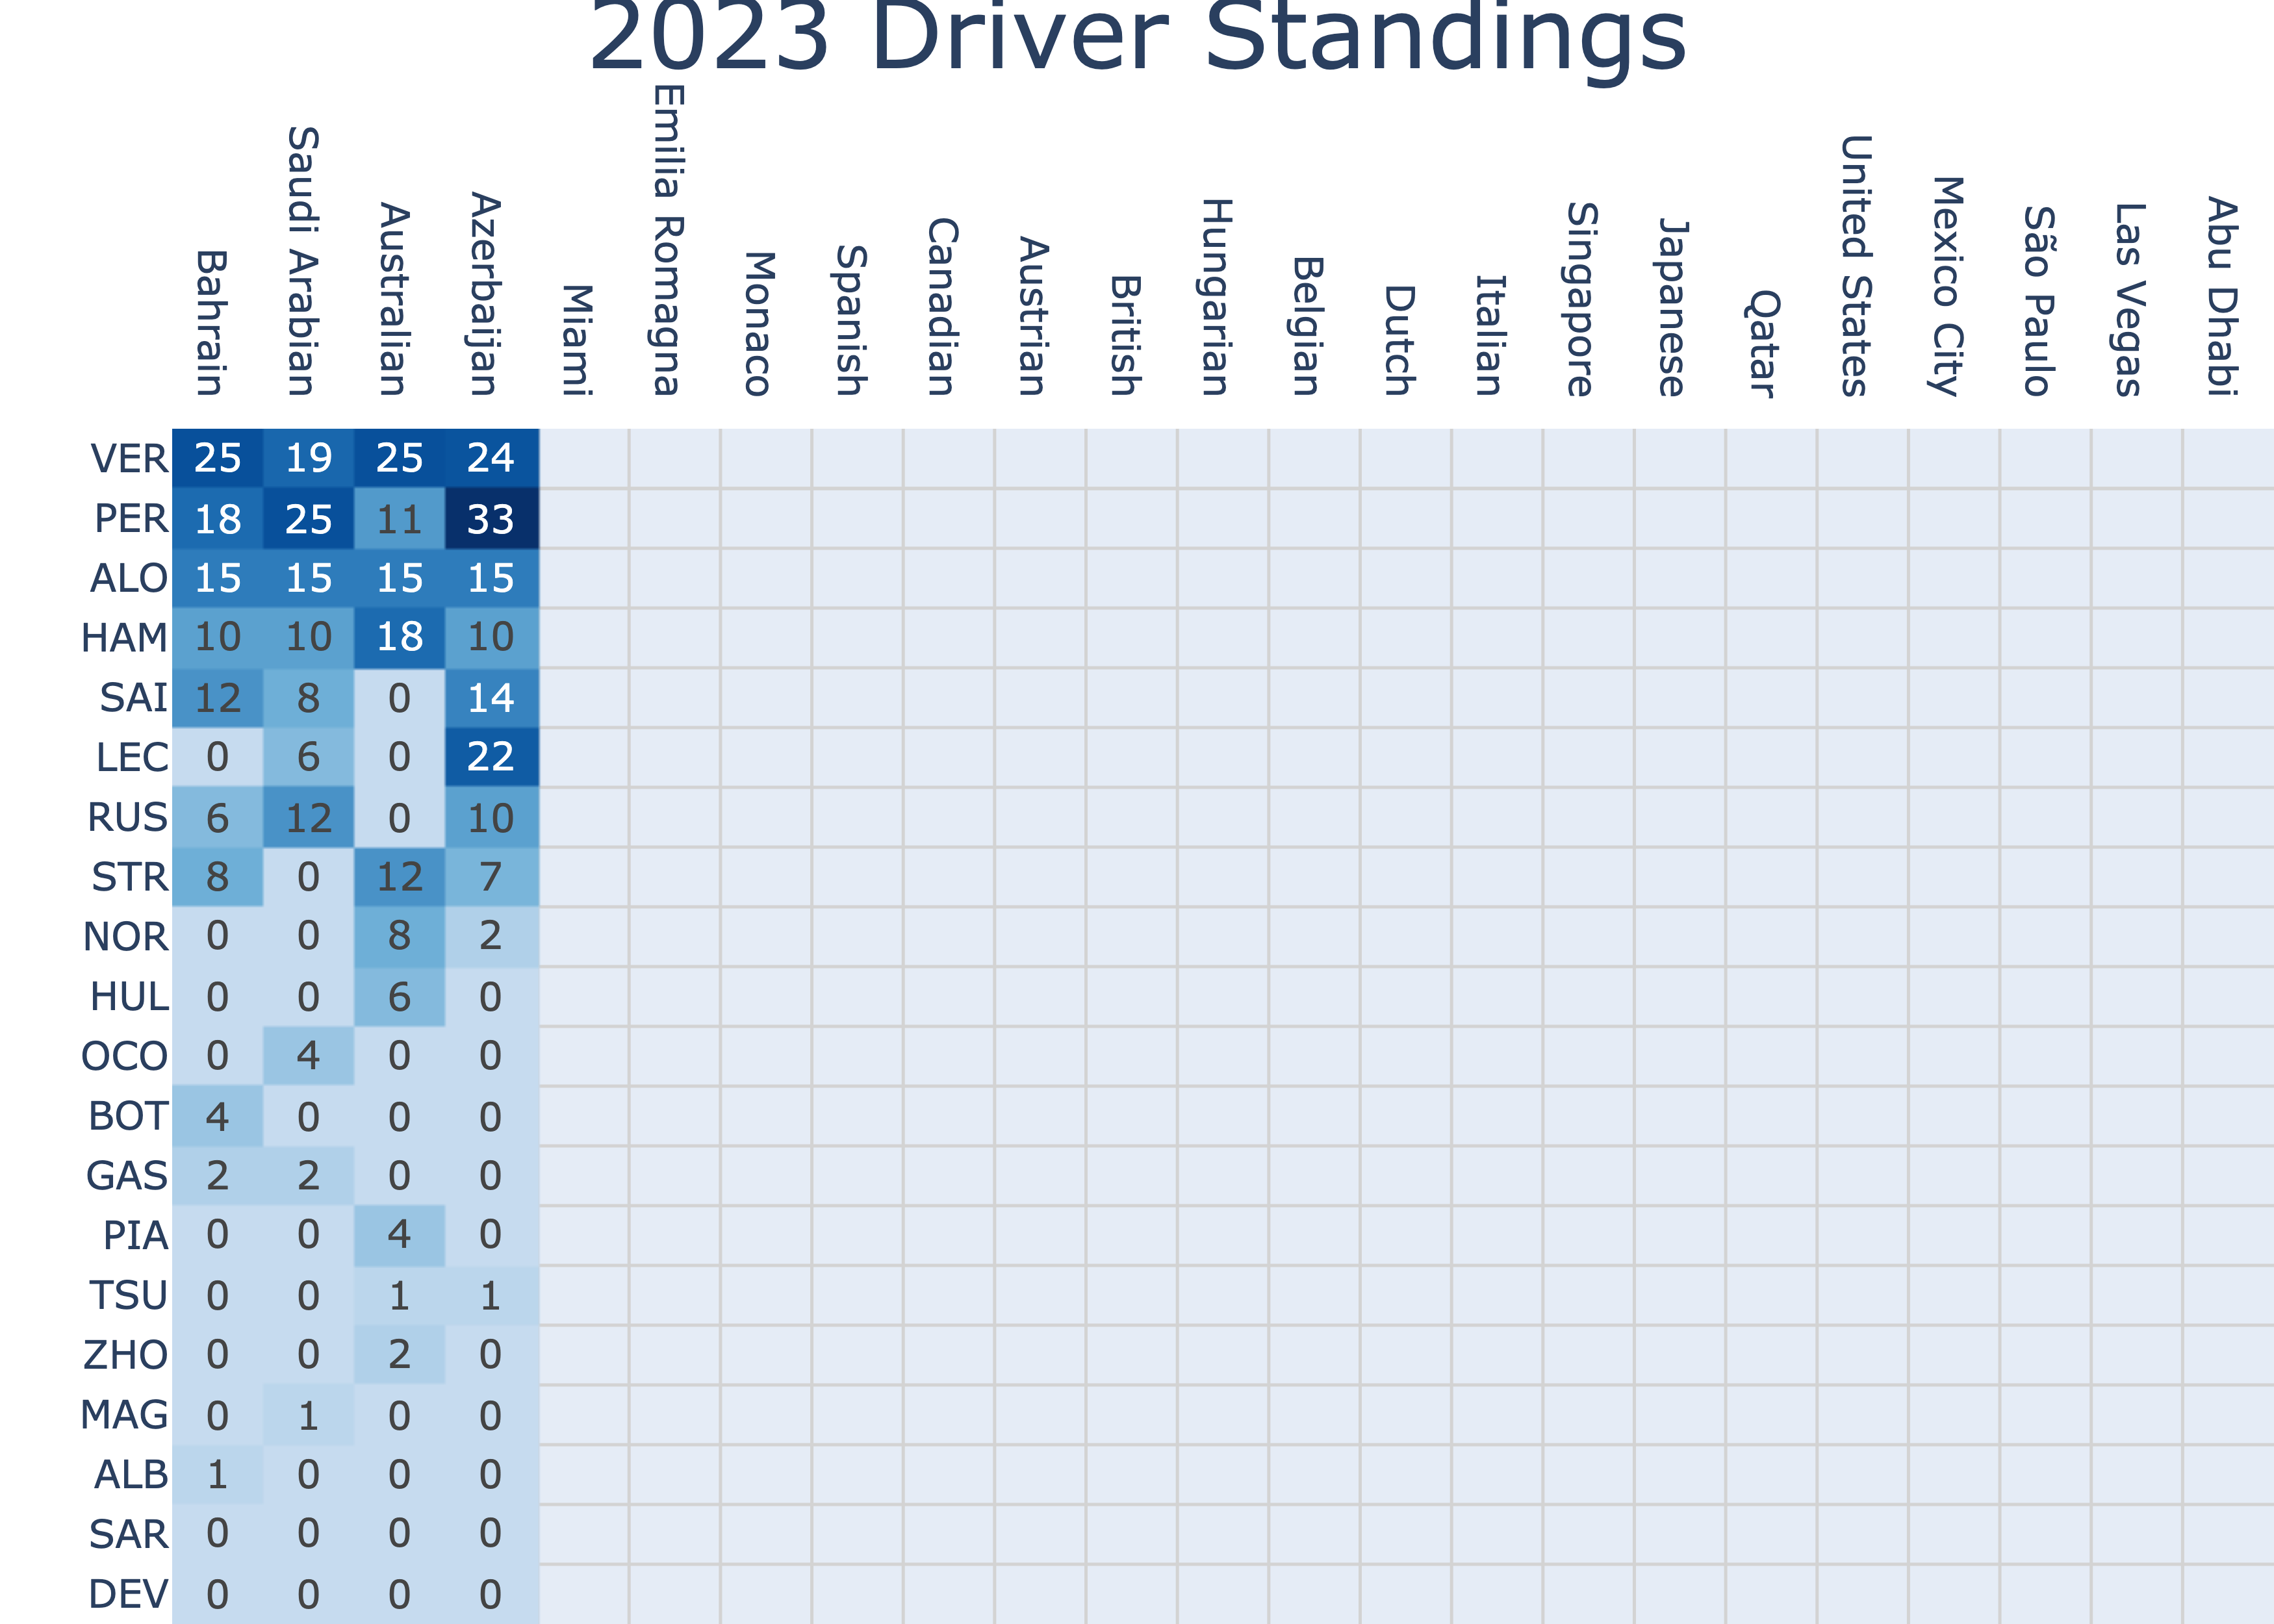 2023 Driver Standings
Bahrain
Saudi Arabian
Australian
Azerbaijan
Miami
Emilia Romagna
Monaco
Spanish
Canadian
Austrian
British
Hungarian
Belgian
Dutch
Italian
Singapore
Japanese
Qatar
United States
Mexico City
São Paulo
Las Vegas
Abu Dhabi
VER 25 19 25 24
PER 18 25 11 33
ALO 15 15 15 15
HAM 10 10 18 10
SAI 12 8 0 14
LEC 0 6 0 22
RUS 6 12 0 10
STR 8 0 12 7
NOR 0 0 8 2
HUL 0 0 6 0
OCO 0 4 0 0
BOT 4 0 0 0
GAS 2 2 0 0
PIA 0 0 4 0
TSU 0 0 1 1
ZHO 0 0 2 0
MAG 0 1 0 0
ALB 1 0 0 0
SAR 0 0 0 0
DEV 0 0 0 0